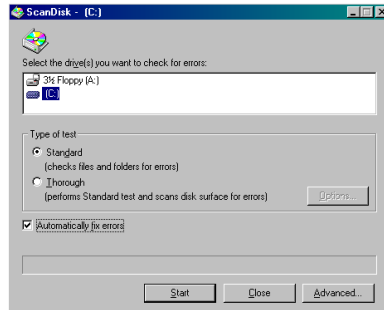 ScanDisk - (C:)
Select the drive(s) you want to check for errors:
3½ Floppy (A:)
(C:)
Type of test
Standard
(checks files and folders for errors)
Thorough
(performs Standard test and scans disk surface for errors)
Options...
Automatically fix errors
Start
Close
Advanced...